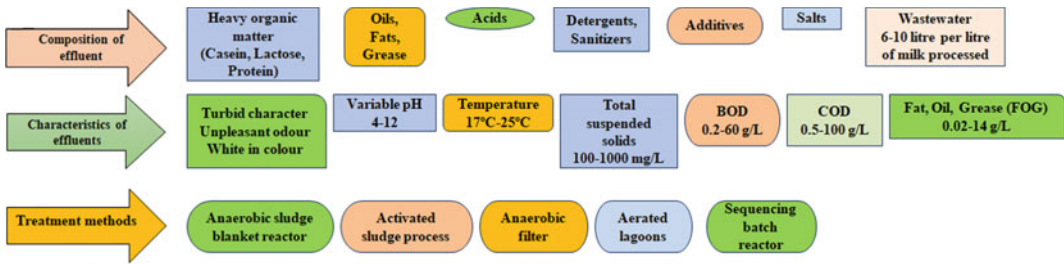 Composition of
effluent
Heavy organic
matter
(Casein, Lactose,
Protein)
Oils,
Fats,
Grease
Acids
Detergents,
Sanitizers
Additives
Salts
Wastewater
6-10 litre per litre
of milk processed
Characteristics of
effluents
Turbid character
Unpleasant odour
White in colour
Variable pH
4-12
Temperature
17°C-25°C
Total
suspended
solids
100-1000 mg/L
BOD
0.2-60 g/L
COD
0.5-100 g/L
Fat, Oil, Grease (FOG)
0.02-14 g/L
Treatment methods
Anaerobic sludge
blanket reactor
Activated
sludge process
Anaerobic
filter
Aerated
lagoons
Sequencing
batch
reactor